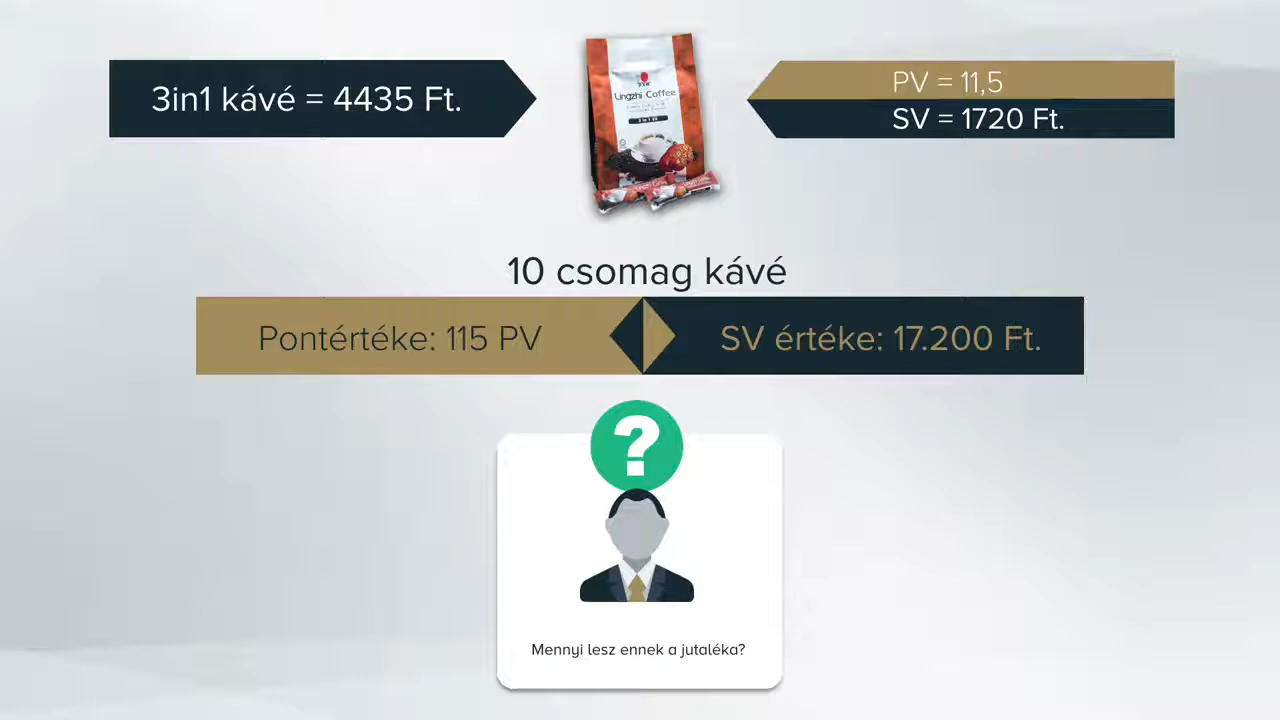 3in1 kávé = 4435 Ft.
PV = 11,5
SV = 1720 Ft.
DXN
Lingzhi Coffee
10 csomag kávé
Pontértéke: 115 PV
SV értéke: 17.200 Ft.
?
Mennyi lesz ennek a jutaléka?